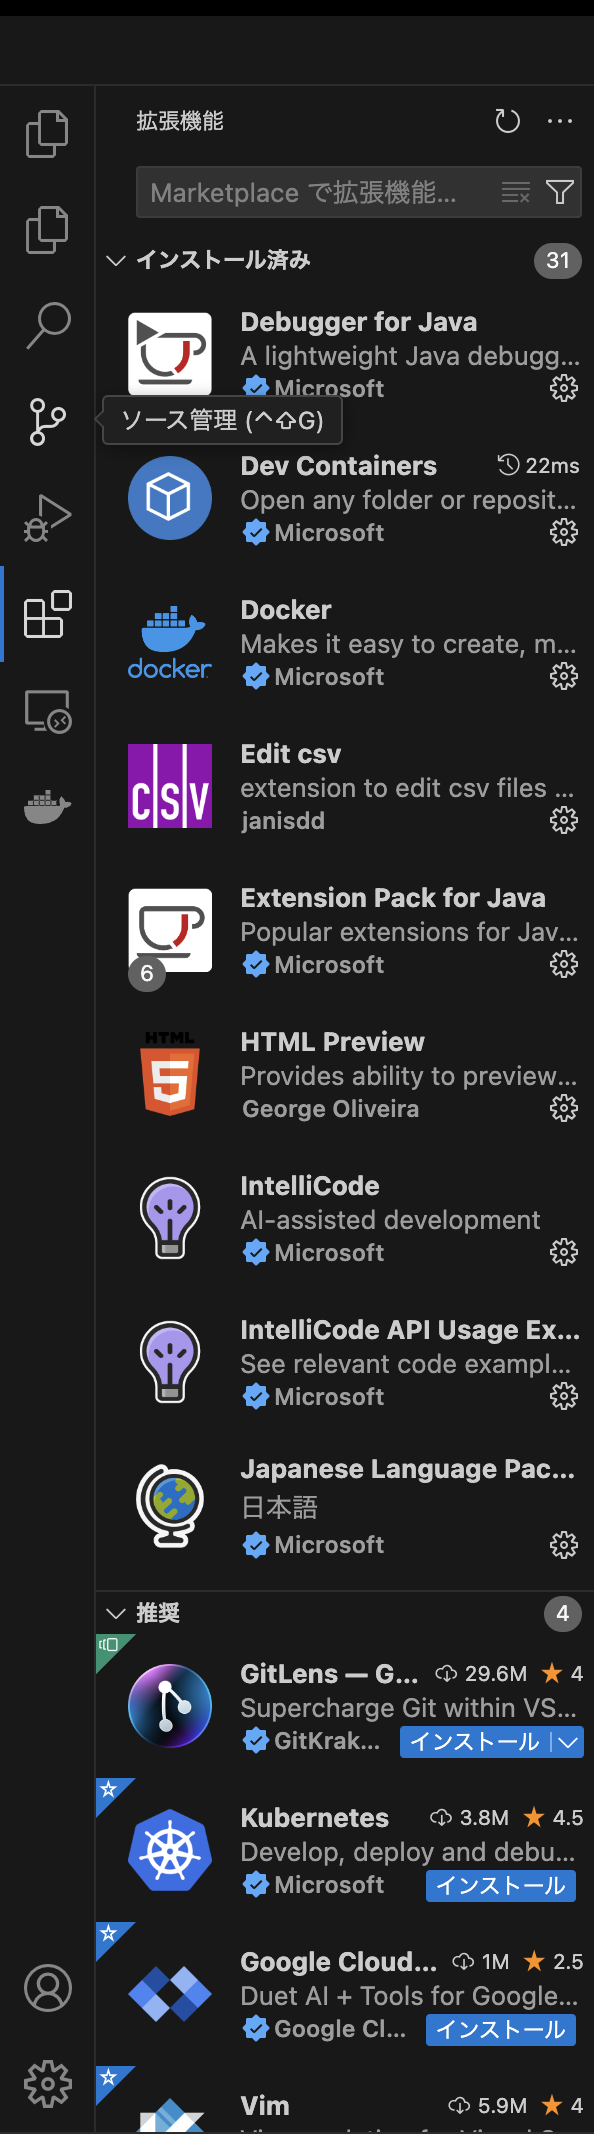 拡張機能
Marketplace で拡張機能...
インストール済み 31
Debugger for Java
A lightweight Java debugg...
Microsoft
ソース管理 (^⇧G)
Dev Containers 22ms
Open any folder or reposit...
Microsoft
docker
Docker
Makes it easy to create, m...
Microsoft
CSV
Edit csv
extension to edit csv files ...
janisdd
Extension Pack for Java
Popular extensions for Jav...
6
Microsoft
HTML
5
HTML Preview
Provides ability to preview...
George Oliveira
IntelliCode
AI-assisted development
Microsoft
IntelliCode API Usage Ex...
See relevant code exampl...
Microsoft
Japanese Language Pac...
日本語
Microsoft
推奨 4
GitLens — G... 29.6M ★ 4
Supercharge Git within VS...
GitKrak... インストール
Kubernetes 3.8M ★ 4.5
Develop, deploy and debu...
Microsoft インストール
Google Cloud... 1M ★ 2.5
Duet AI + Tools for Google...
Google Cl... インストール
Vim 5.9M ★ 4